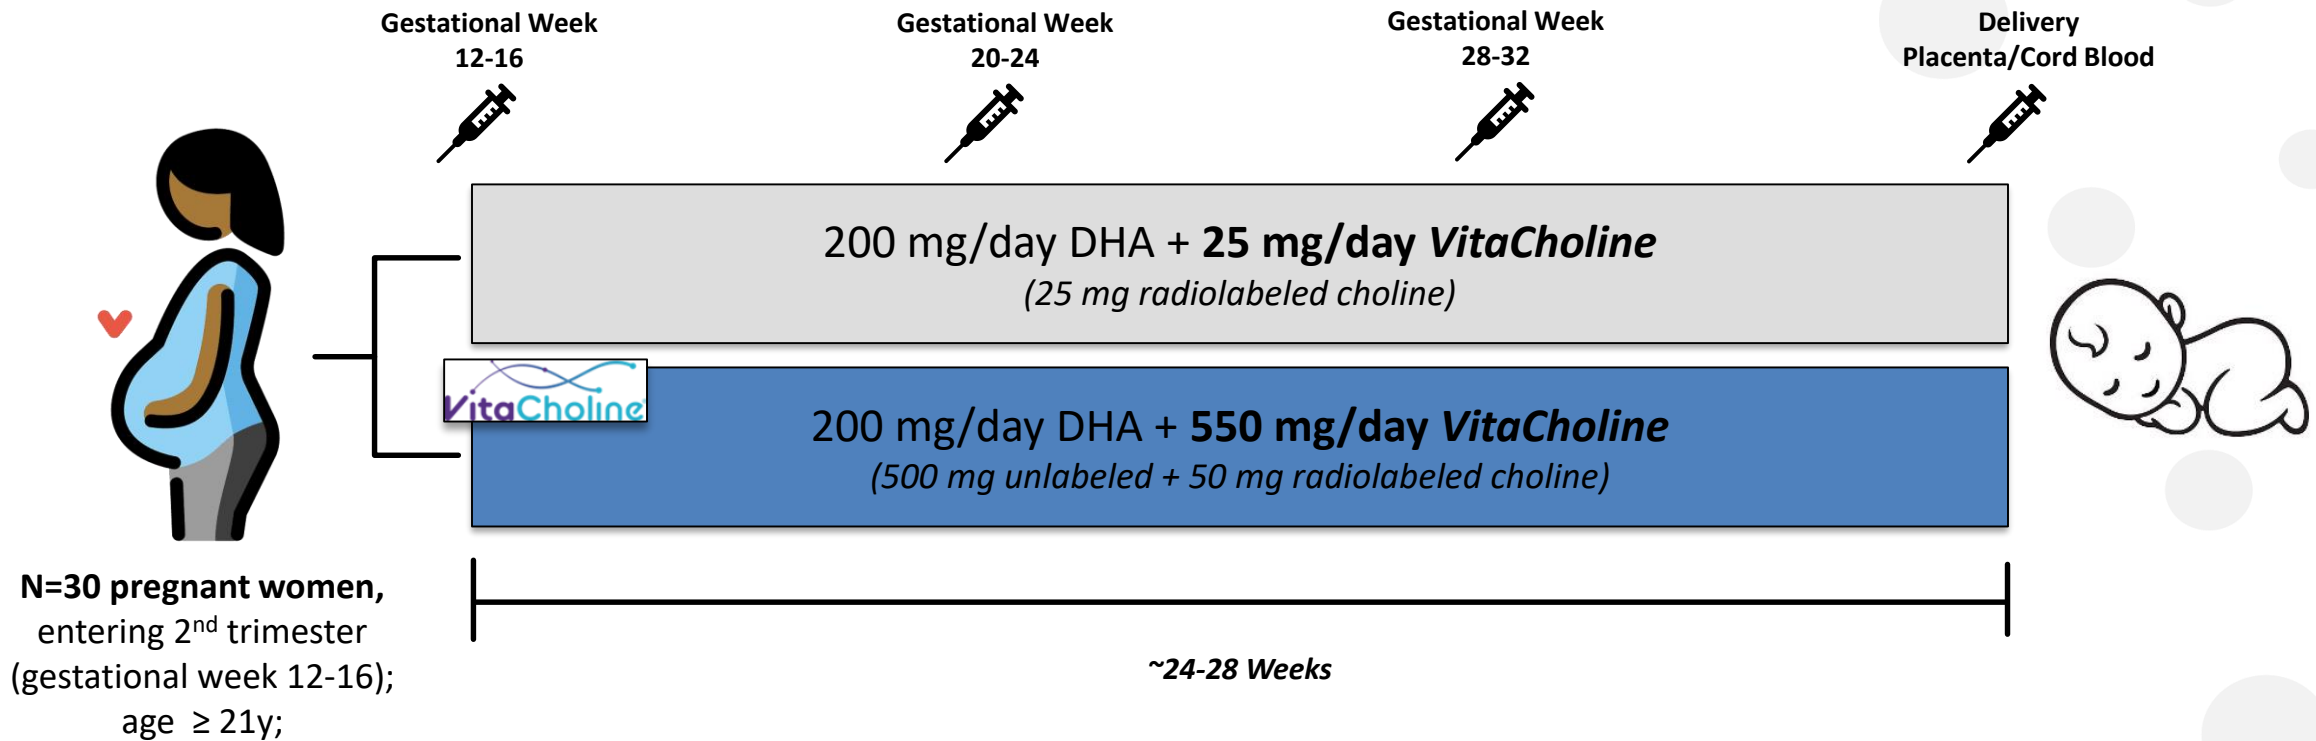 Gestational Week
12-16
Gestational Week
20-24
Gestational Week
28-32
Delivery
Placenta/Cord Blood
200 mg/day DHA + 25 mg/day VitaCholine
(25 mg radiolabeled choline)
VitaCholine
200 mg/day DHA + 550 mg/day VitaCholine
(500 mg unlabeled + 50 mg radiolabeled choline)
N=30 pregnant women,
entering 2nd trimester
(gestational week 12-16);
age ≥ 21y;
~24-28 Weeks